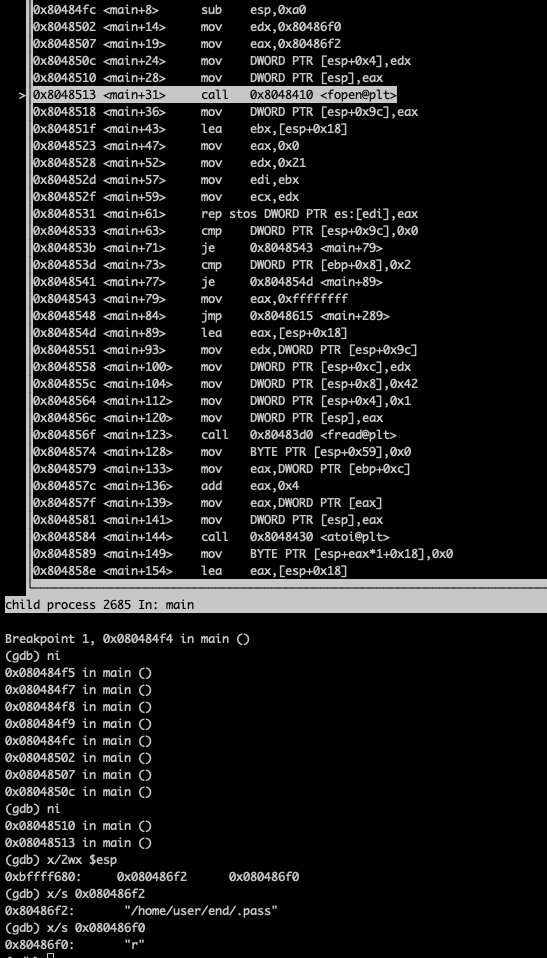 0x80484fc <main+8> sub esp,0xa0
0x8048502 <main+14> mov edx,0x80486f0
0x8048507 <main+19> mov eax,0x80486f2
0x804850c <main+24> mov DWORD PTR [esp+0x4],edx
0x8048510 <main+28> mov DWORD PTR [esp],eax
>0x8048513 <main+31> call 0x8048410 <fopen@plt>
0x8048518 <main+36> mov DWORD PTR [esp+0x9c],eax
0x804851f <main+43> lea ebx,[esp+0x18]
0x8048523 <main+47> mov eax,0x0
0x8048528 <main+52> mov edx,0x21
0x804852d <main+57> mov edi,ebx
0x804852f <main+59> mov ecx,edx
0x8048531 <main+61> rep stos DWORD PTR es:[edi],eax
0x8048533 <main+63> cmp DWORD PTR [esp+0x9c],0x0
0x804853b <main+71> je 0x8048543 <main+79>
0x804853d <main+73> cmp DWORD PTR [ebp+0x8],0x2
0x8048541 <main+77> je 0x804854d <main+89>
0x8048543 <main+79> mov eax,0xffffffff
0x8048548 <main+84> jmp 0x8048615 <main+289>
0x804854d <main+89> lea eax,[esp+0x18]
0x8048551 <main+93> mov edx,DWORD PTR [esp+0x9c]
0x8048558 <main+100> mov DWORD PTR [esp+0xc],edx
0x804855c <main+104> mov DWORD PTR [esp+0x8],0x42
0x8048564 <main+112> mov DWORD PTR [esp+0x4],0x1
0x804856c <main+120> mov DWORD PTR [esp],eax
0x804856f <main+123> call 0x80483d0 <fread@plt>
0x8048574 <main+128> mov BYTE PTR [esp+0x59],0x0
0x8048579 <main+133> mov eax,DWORD PTR [ebp+0xc]
0x804857c <main+136> add eax,0x4
0x804857f <main+139> mov eax,DWORD PTR [eax]
0x8048581 <main+141> mov DWORD PTR [esp],eax
0x8048584 <main+144> call 0x8048430 <atoi@plt>
0x8048589 <main+149> mov BYTE PTR [esp+eax*1+0x18],0x0
0x804858e <main+154> lea eax,[esp+0x18]
child process 2685 In: main
Breakpoint 1, 0x080484f4 in main ()
(gdb) ni
0x080484f5 in main ()
0x080484f7 in main ()
0x080484f8 in main ()
0x080484f9 in main ()
0x080484fc in main ()
0x08048502 in main ()
0x08048507 in main ()
0x0804850c in main ()
(gdb) ni
0x08048510 in main ()
0x08048513 in main ()
(gdb) x/2wx $esp
0xbffff680: 0x080486f2 0x080486f0
(gdb) x/s 0x080486f2
0x80486f2: "/home/user/end/.pass"
(gdb) x/s 0x080486f0
0x80486f0: "r"